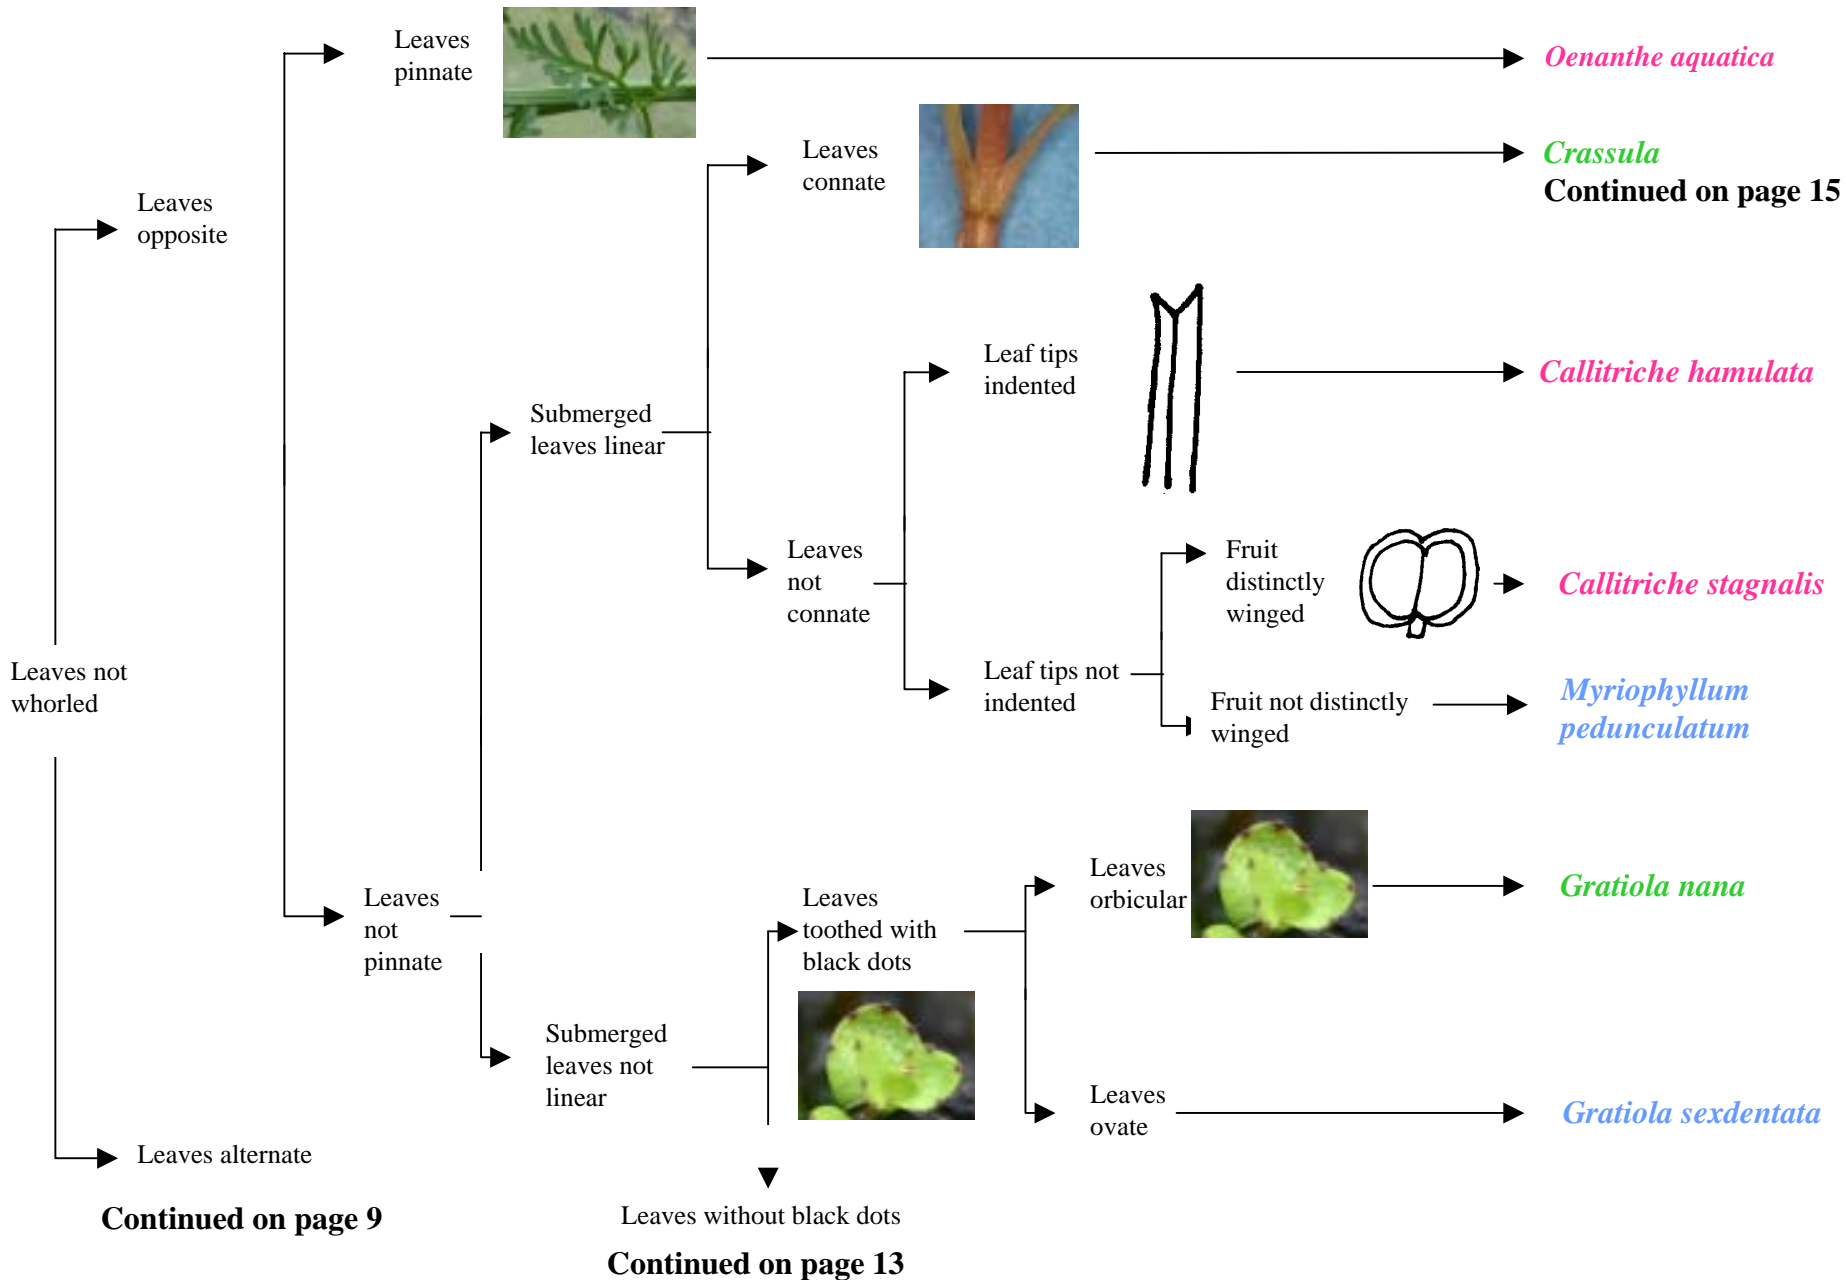 Leaves
pinnate
Oenanthe aquatica
Leaves
connate
Crassula
Continued on page 15
Leaves
opposite
Leaf tips
indented
Callitriche hamulata
Submerged
leaves linear
Leaves
not
connate
Fruit
distinctly
winged
Callitriche stagnalis
Leaves not
whorled
Leaf tips not
indented
Fruit not distinctly
winged
Myriophyllum
pedunculatum
Leaves
not
pinnate
Leaves
toothed with
black dots
Leaves
orbicular
Gratiola nana
Submerged
leaves not
linear
Leaves
ovate
Gratiola sexdentata
Leaves alternate
Continued on page 9
Leaves without black dots
Continued on page 13